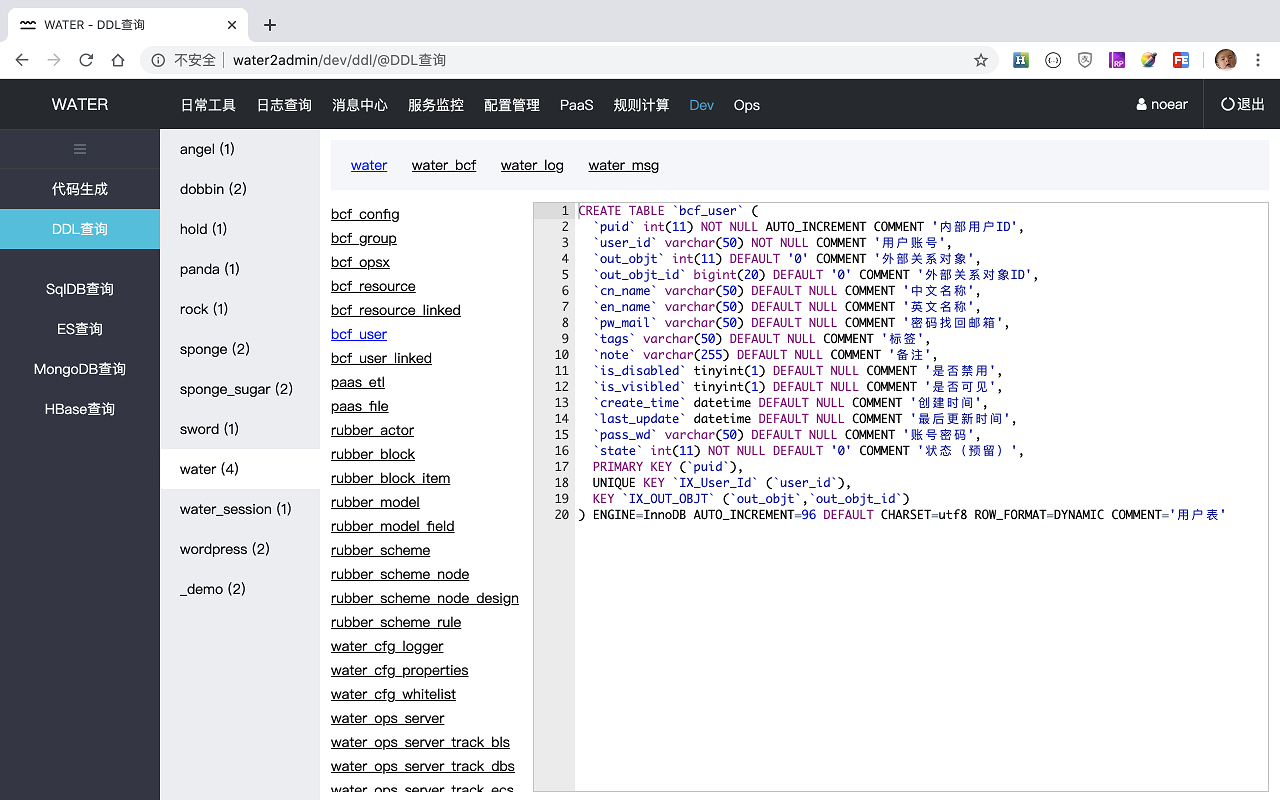 WATER - DDL查询
不安全 water2admin/dev/ddl/@DDL查询
WATER 日常工具 日志查询 消息中心 服务监控 配置管理 PaaS 规则计算 Dev Ops noear 退出
代码生成
DDL查询
SqlDB查询
ES查询
MongoDB查询
HBase查询
angel (1)
dobbin (2)
hold (1)
panda (1)
rock (1)
sponge (2)
sponge_sugar (2)
sword (1)
water (4)
water_session (1)
wordpress (2)
_demo (2)
water water_bcf water_log water_msg
bcf_config
bcf_group
bcf_opsx
bcf_resource
bcf_resource_linked
bcf_user
bcf_user_linked
paas_etl
paas_file
rubber_actor
rubber_block
rubber_block_item
rubber_model
rubber_model_field
rubber_scheme
rubber_scheme_node
rubber_scheme_node_design
rubber_scheme_rule
water_cfg_logger
water_cfg_properties
water_cfg_whitelist
water_ops_server
water_ops_server_track_bls
water_ops_server_track_dbs
water_ops_server_track_ecs
1 CREATE TABLE `bcf_user` (
2 `puid` int(11) NOT NULL AUTO_INCREMENT COMMENT '内部用户ID',
3 `user_id` varchar(50) NOT NULL COMMENT '用户账号',
4 `out_objt` int(11) DEFAULT '0' COMMENT '外部关系对象',
5 `out_objt_id` bigint(20) DEFAULT '0' COMMENT '外部关系对象ID',
6 `cn_name` varchar(50) DEFAULT NULL COMMENT '中文名称',
7 `en_name` varchar(50) DEFAULT NULL COMMENT '英文名称',
8 `pw_mail` varchar(50) DEFAULT NULL COMMENT '密码找回邮箱',
9 `tags` varchar(50) DEFAULT NULL COMMENT '标签',
10 `note` varchar(255) DEFAULT NULL COMMENT '备注',
11 `is_disabled` tinyint(1) DEFAULT NULL COMMENT '是否禁用',
12 `is_visibled` tinyint(1) DEFAULT NULL COMMENT '是否可见',
13 `create_time` datetime DEFAULT NULL COMMENT '创建时间',
14 `last_update` datetime DEFAULT NULL COMMENT '最后更新时间',
15 `pass_wd` varchar(50) DEFAULT NULL COMMENT '账号密码',
16 `state` int(11) NOT NULL DEFAULT '0' COMMENT '状态（预留）',
17 PRIMARY KEY (`puid`),
18 UNIQUE KEY `IX_User_Id` (`user_id`),
19 KEY `IX_OUT_OBJT` (`out_objt`,`out_objt_id`)
20 ) ENGINE=InnoDB AUTO_INCREMENT=96 DEFAULT CHARSET=utf8 ROW_FORMAT=DYNAMIC COMMENT='用户表'